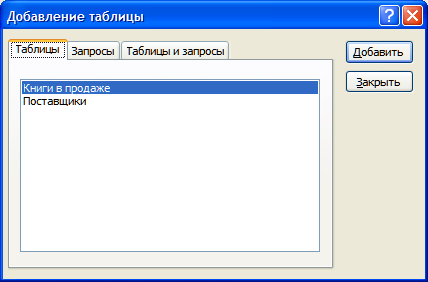 Добавление таблицы
Таблицы Запросы Таблицы и запросы
Добавить
Закрыть
Книги в продаже
Поставщики